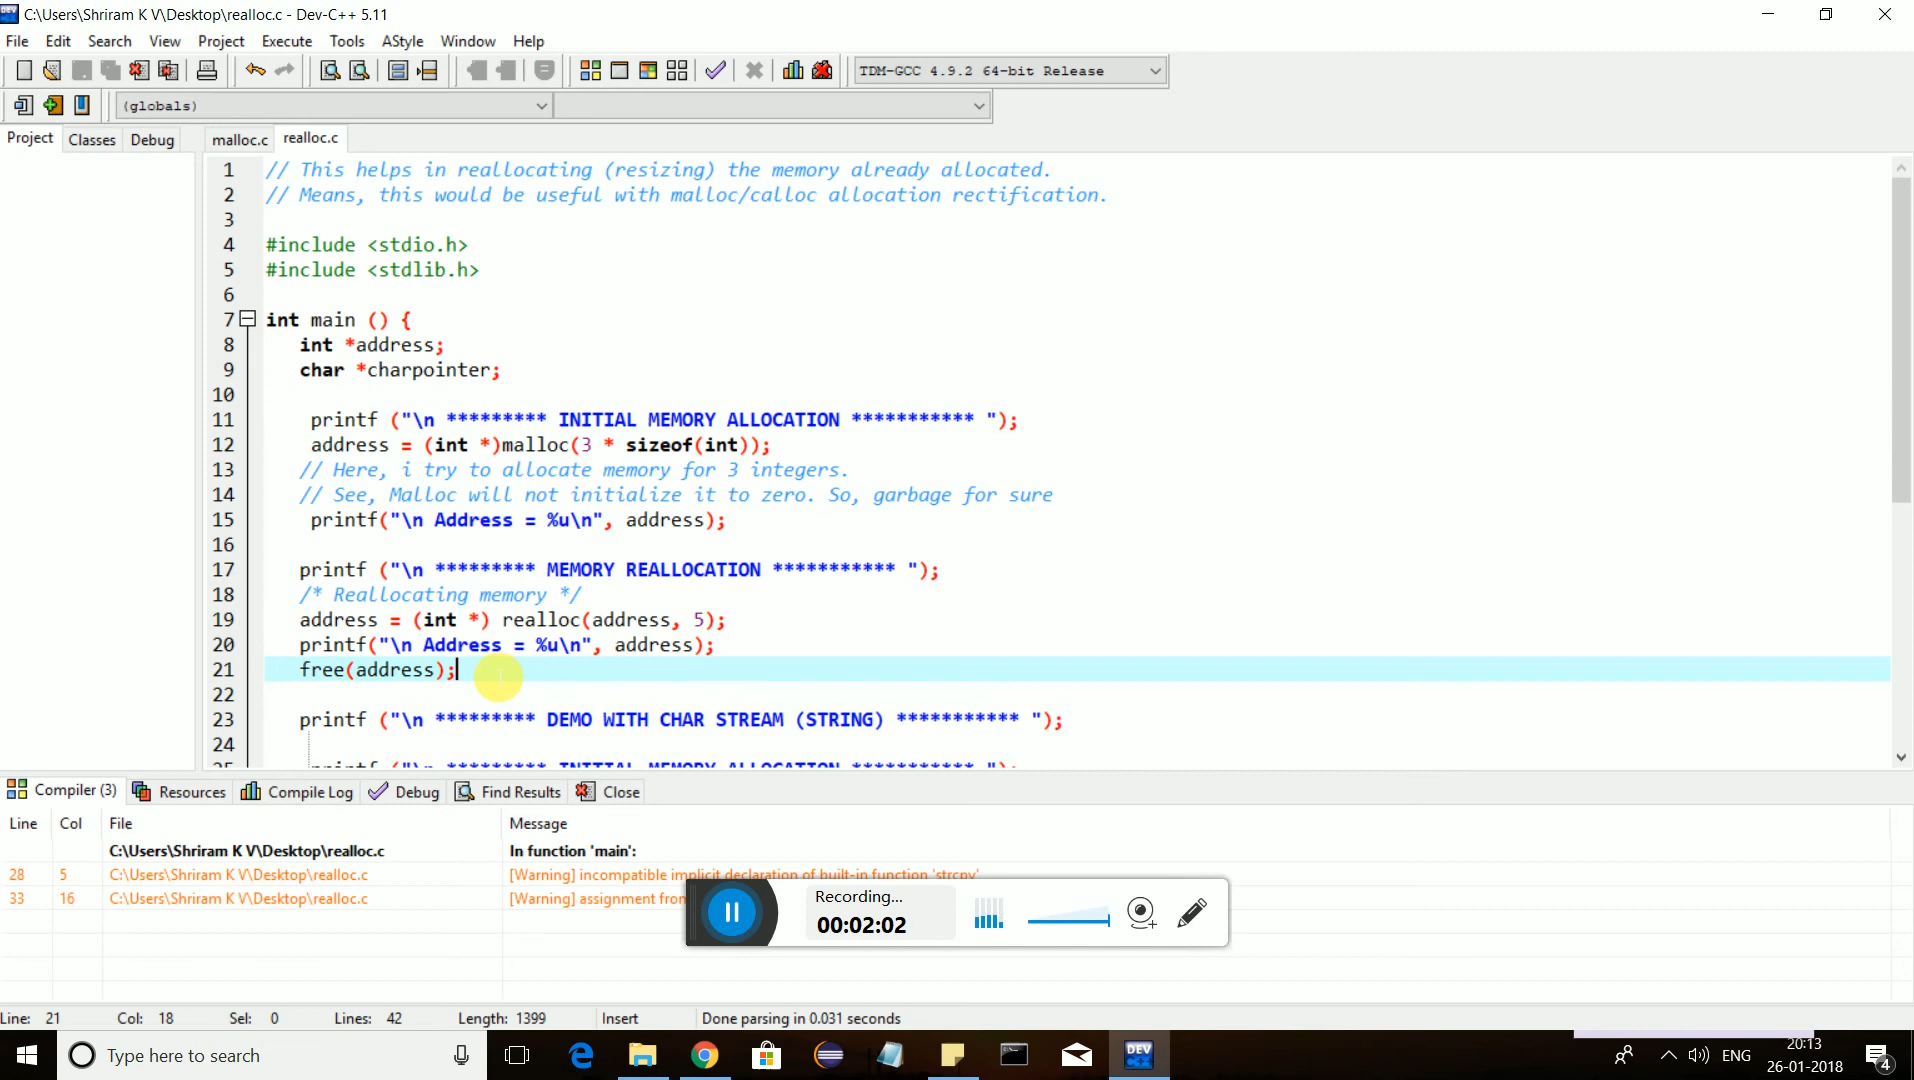 C:\Users\Shriram K V\Desktop\realloc.c - Dev-C++ 5.11
File Edit Search View Project Execute Tools AStyle Window Help
TDM-GCC 4.9.2 64-bit Release
(globals)
Project Classes Debug malloc.c realloc.c
1 // This helps in reallocating (resizing) the memory already allocated.
2 // Means, this would be useful with malloc/calloc allocation rectification.
3
4 #include <stdio.h>
5 #include <stdlib.h>
6
7 int main () {
8 int *address;
9 char *charpointer;
10
11 printf ("\n ********* INITIAL MEMORY ALLOCATION *********** ");
12 address = (int *)malloc(3 * sizeof(int));
13 // Here, i try to allocate memory for 3 integers.
14 // See, Malloc will not initialize it to zero. So, garbage for sure
15 printf("\n Address = %u\n", address);
16
17 printf ("\n ********* MEMORY REALLOCATION *********** ");
18 /* Reallocating memory */
19 address = (int *) realloc(address, 5);
20 printf("\n Address = %u\n", address);
21 free(address);
22
23 printf ("\n ********* DEMO WITH CHAR STREAM (STRING) *********** ");
24
25 printf ("\n ********* INITIAL MEMORY ALLOCATION *********** ");
Compiler (3) Resources Compile Log Debug Find Results Close
Line Col File Message
C:\Users\Shriram K V\Desktop\realloc.c In function 'main':
28 5 C:\Users\Shriram K V\Desktop\realloc.c [Warning] incompatible implicit declaration of built-in function 'strcpy'
33 16 C:\Users\Shriram K V\Desktop\realloc.c [Warning] assignment from
Recording...
00:02:02
Line: 21 Col: 18 Sel: 0 Lines: 42 Length: 1399 Insert Done parsing in 0.031 seconds
Type here to search
DEV
ENG
20:13
26-01-2018
4